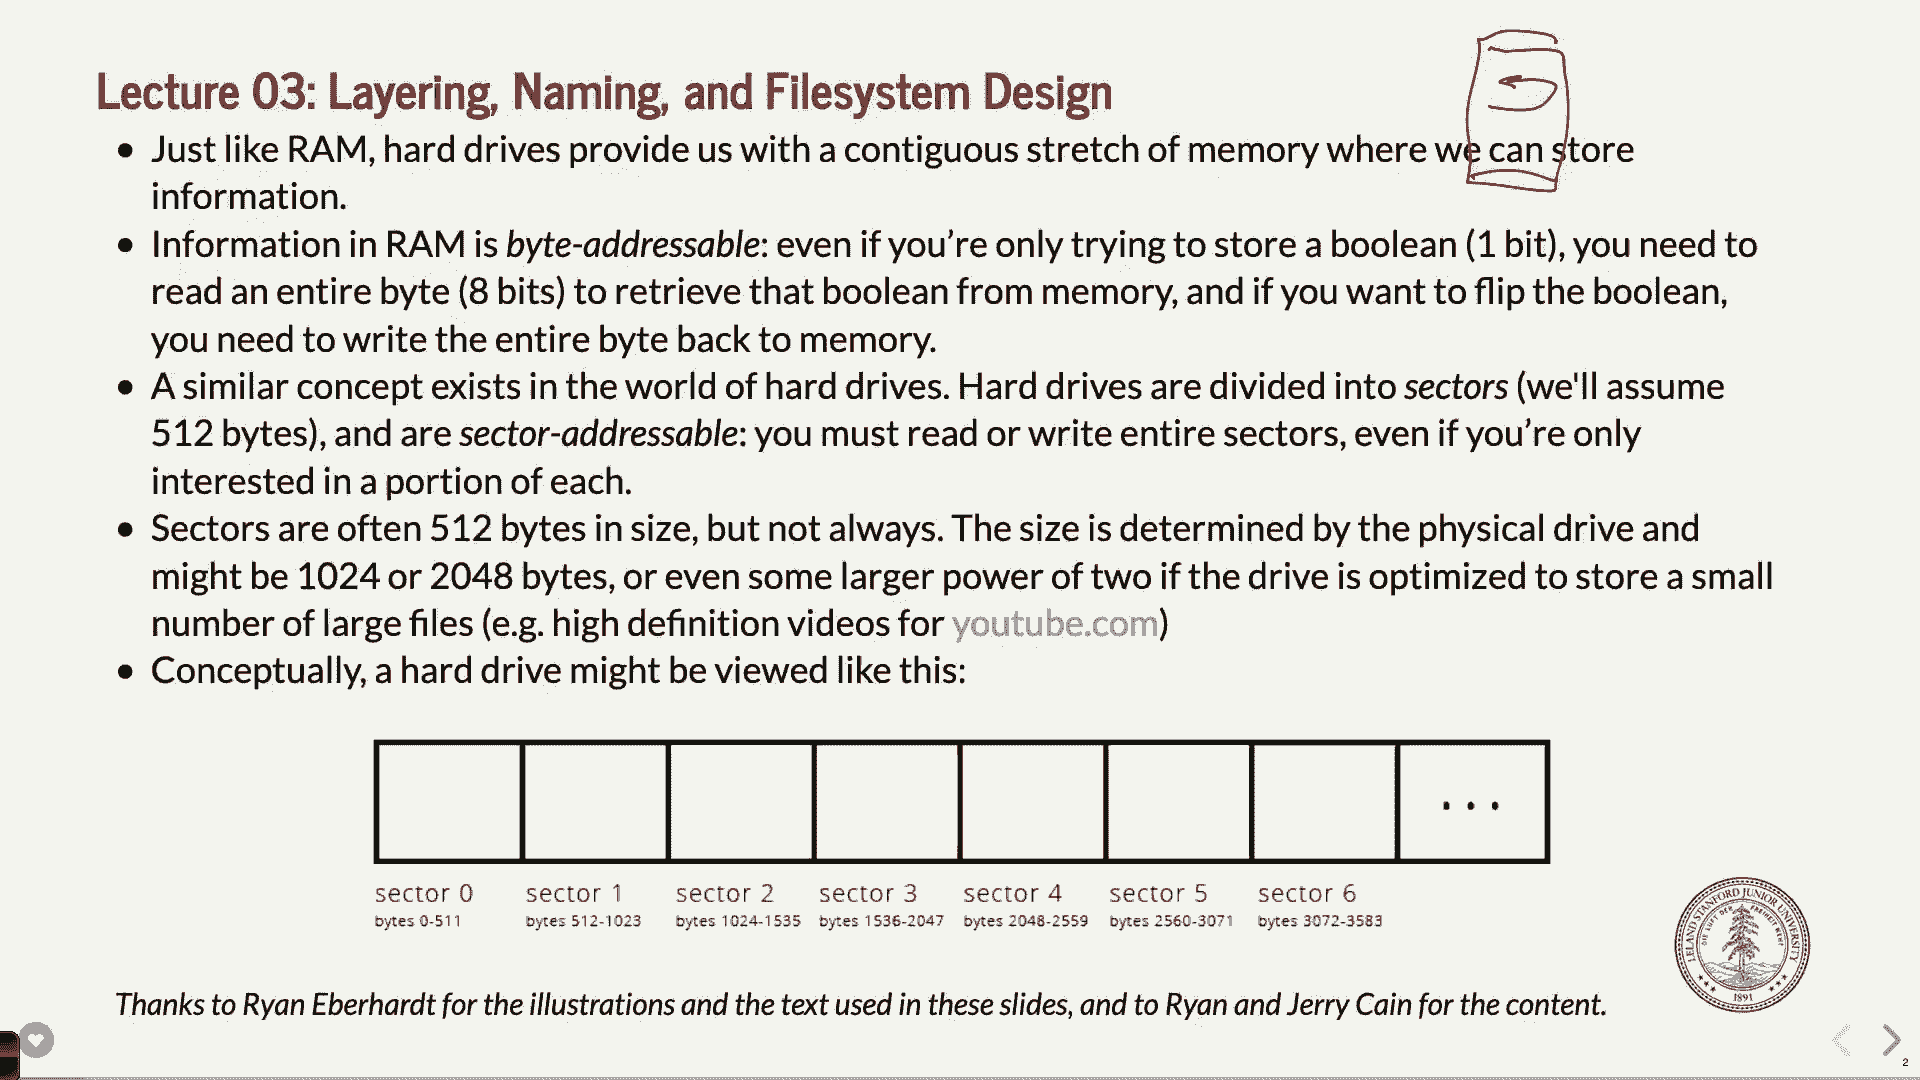 Lecture 03: Layering, Naming, and Filesystem Design
• Just like RAM, hard drives provide us with a contiguous stretch of memory where we can store
information.
• Information in RAM is byte-addressable: even if you’re only trying to store a boolean (1 bit), you need to
read an entire byte (8 bits) to retrieve that boolean from memory, and if you want to flip the boolean,
you need to write the entire byte back to memory.
• A similar concept exists in the world of hard drives. Hard drives are divided into sectors (we'll assume
512 bytes), and are sector-addressable: you must read or write entire sectors, even if you’re only
interested in a portion of each.
• Sectors are often 512 bytes in size, but not always. The size is determined by the physical drive and
might be 1024 or 2048 bytes, or even some larger power of two if the drive is optimized to store a small
number of large files (e.g. high definition videos for youtube.com)
• Conceptually, a hard drive might be viewed like this:
...
sector 0 sector 1 sector 2 sector 3 sector 4 sector 5 sector 6
bytes 0-511 bytes 512-1023 bytes 1024-1535 bytes 1536-2047 bytes 2048-2559 bytes 2560-3071 bytes 3072-3583
LELAND STANFORD JUNIOR UNIVERSITY
DIE LUFT DER FREIHEIT WEHT
1891
Thanks to Ryan Eberhardt for the illustrations and the text used in these slides, and to Ryan and Jerry Cain for the content.
2